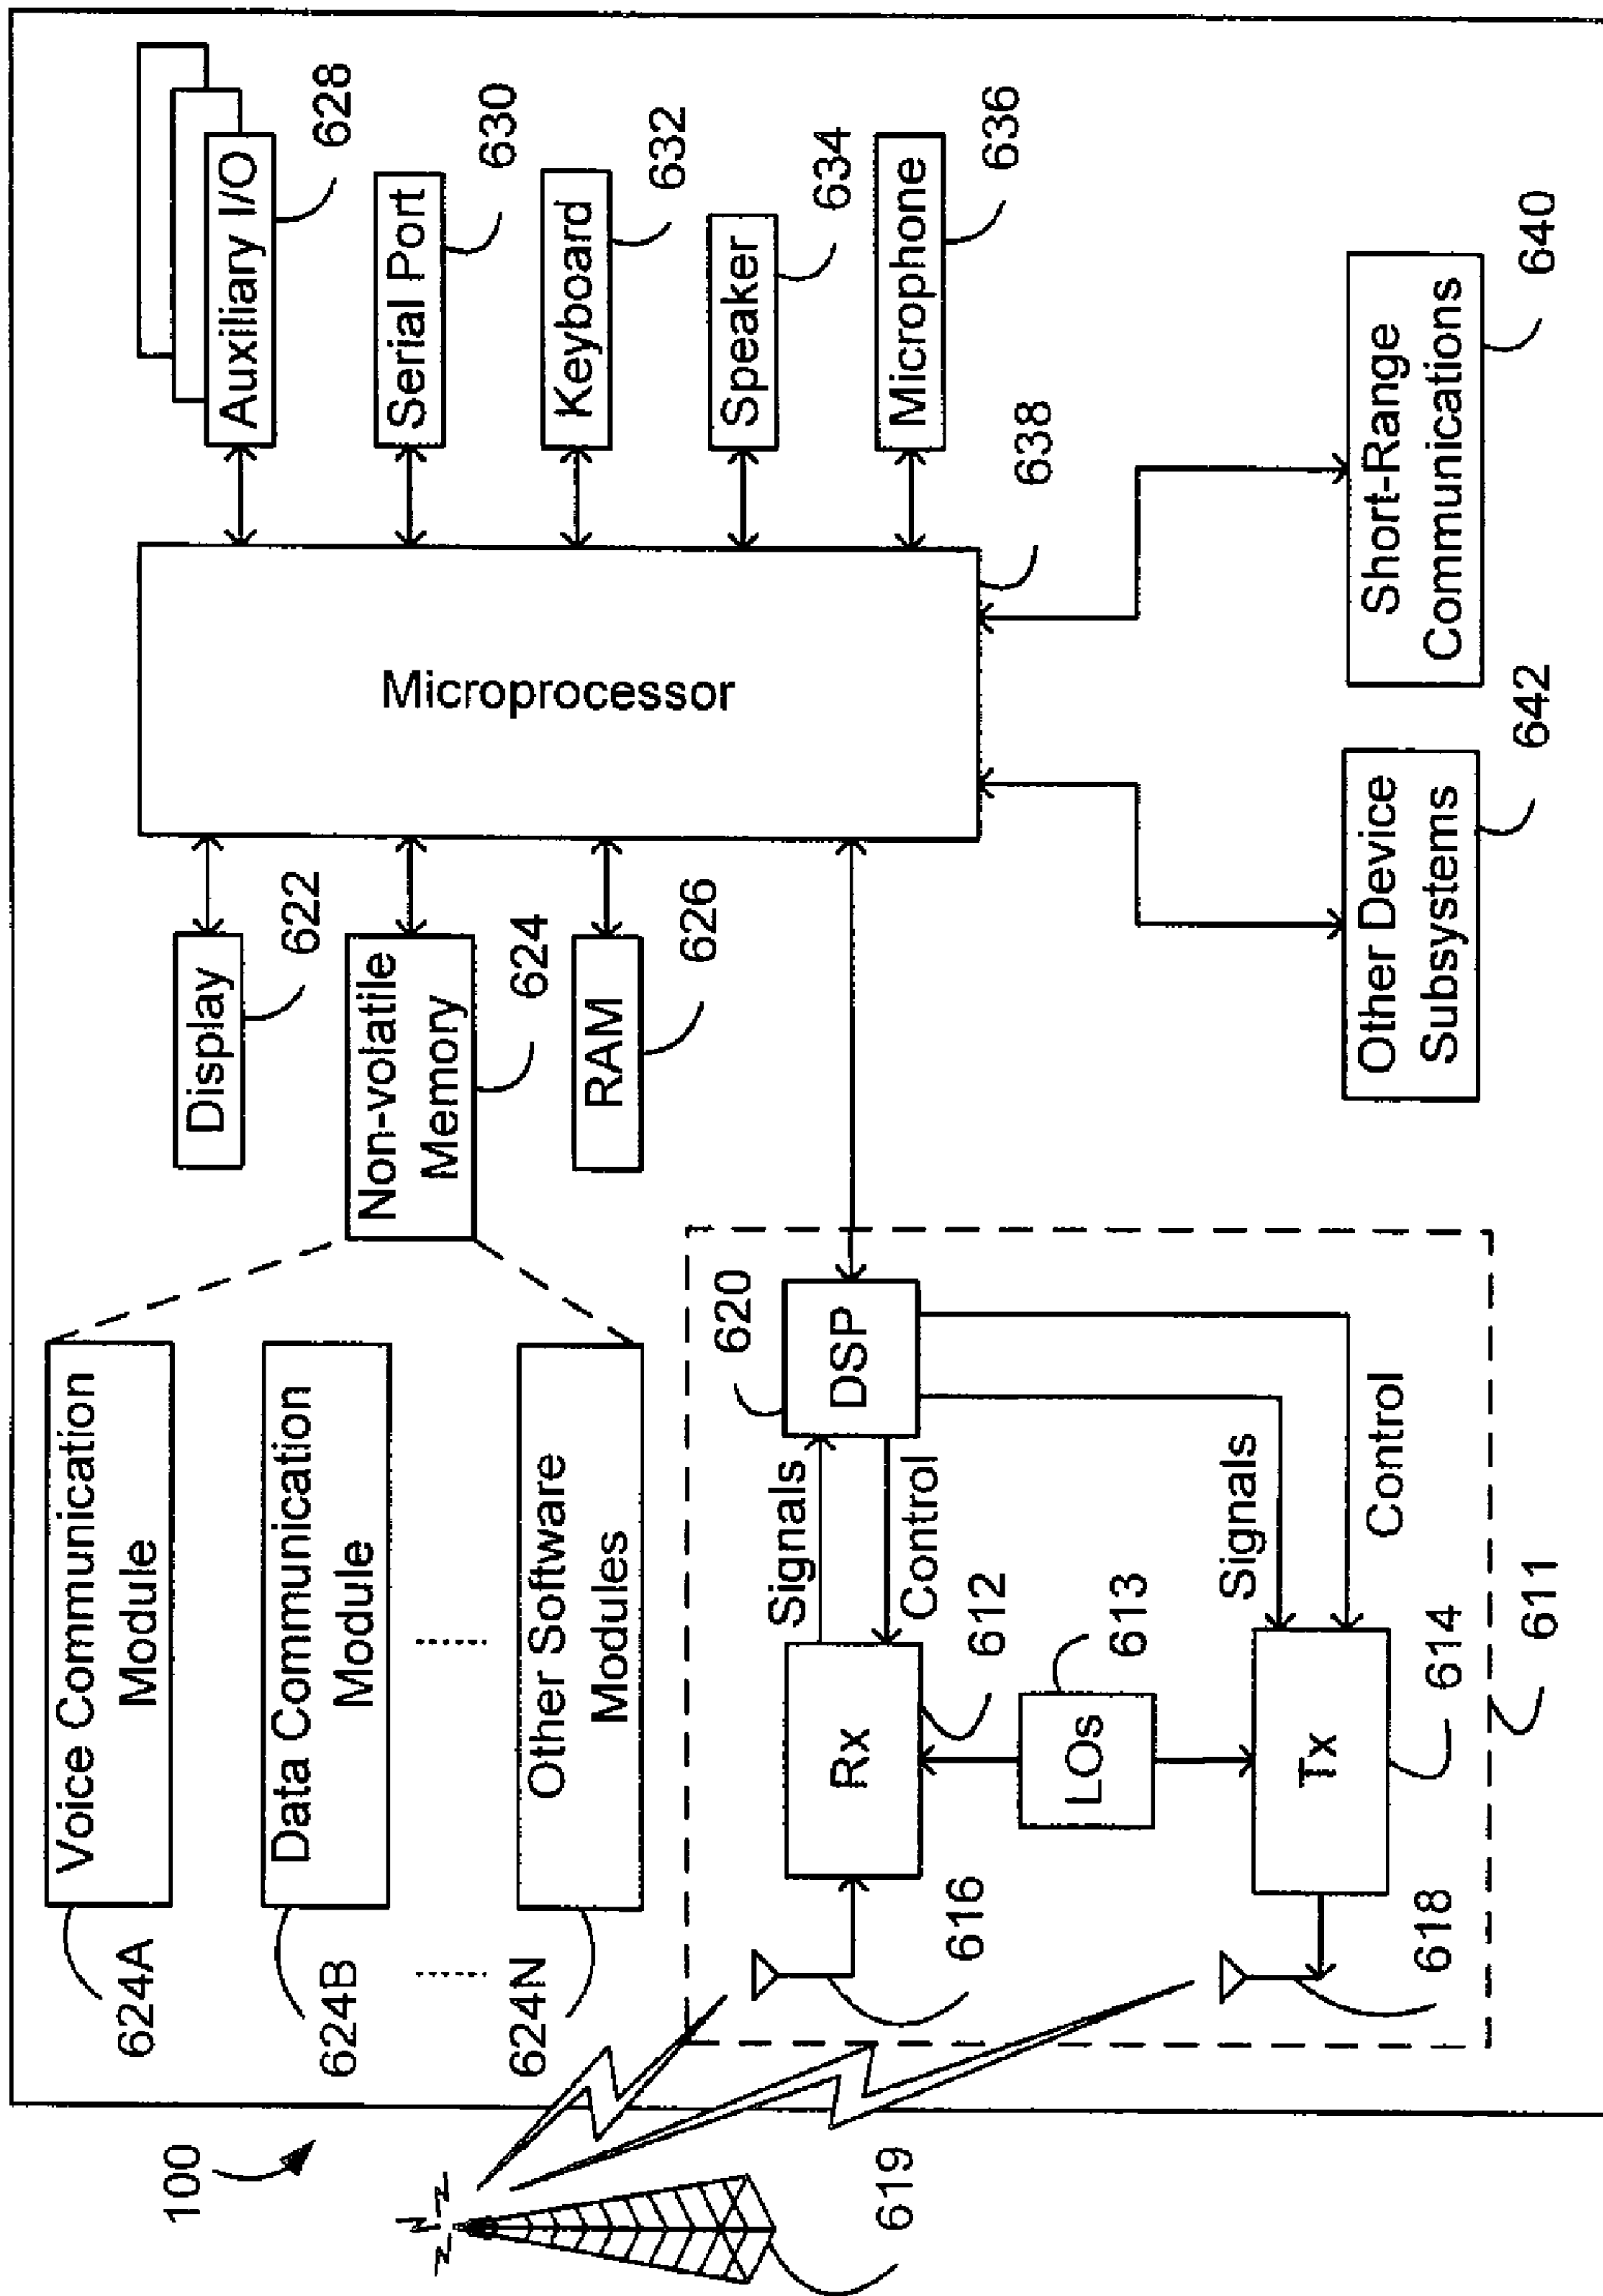 100
619
624A
Voice Communication
Module
624B
Data Communication
Module
624N
Other Software
Modules
Display
622
Non-volatile
Memory
624
RAM
626
Microprocessor
638
Auxiliary I/O
628
Serial Port
630
Keyboard
632
Speaker
634
Microphone
636
Short-Range
Communications
640
Other Device
Subsystems
642
616
Rx
612
Signals
Control
DSP
620
LOs
613
Signals
Control
Tx
614
618
611